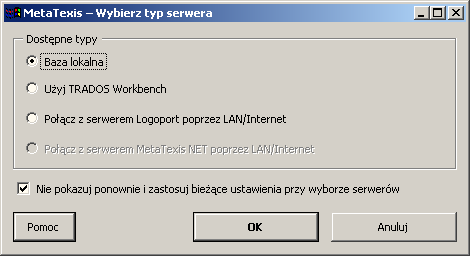 MetaTexis – Wybierz typ serwera
Dostępne typy
Baza lokalna
Użyj TRADOS Workbench
Połącz z serwerem Logoport poprzez LAN/Internet
Połącz z serwerem MetaTexis NET poprzez LAN/Internet
Nie pokazuj ponownie i zastosuj bieżące ustawienia przy wyborze serwerów
Pomoc OK Anuluj